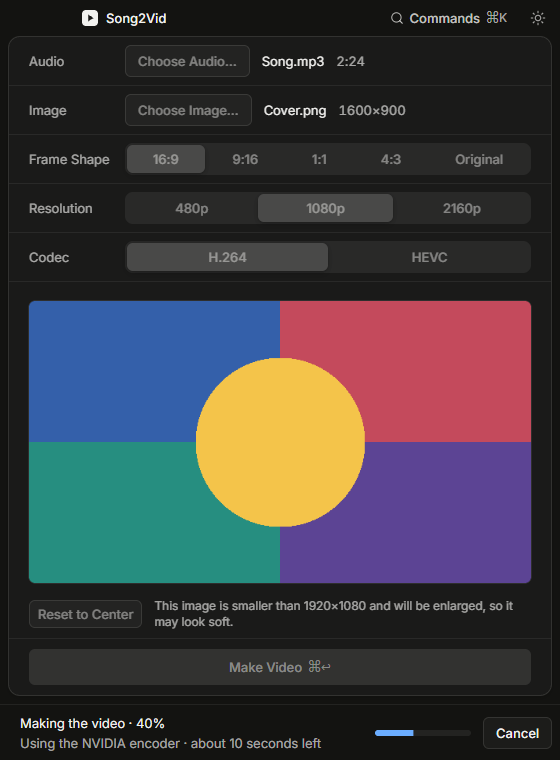 Song2Vid
Commands ⌘K
Audio Choose Audio... Song.mp3 2:24
Image Choose Image... Cover.png 1600×900
Frame Shape 16:9 9:16 1:1 4:3 Original
Resolution 480p 1080p 2160p
Codec H.264 HEVC
Reset to Center
This image is smaller than 1920×1080 and will be enlarged, so it
may look soft.
Make Video ⌘↩
Making the video · 40%
Using the NVIDIA encoder · about 10 seconds left
Cancel